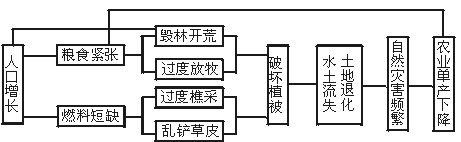 人口增长
粮食紧张
燃料短缺
毁林开荒
过度放牧
过度樵采
乱铲草皮
破坏植被
土地退化
水土流失
自然灾害频繁
农业单产下降